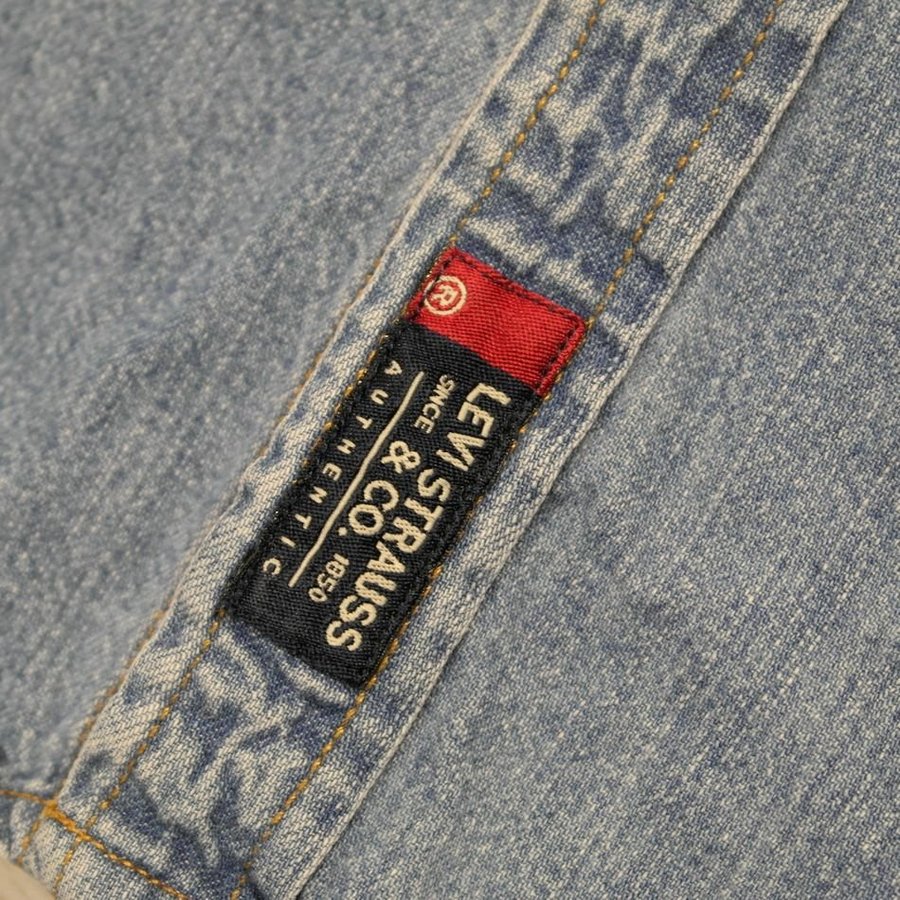 ®
LEVI STRAUSS
SINCE & CO. 1850
AUTHENTIC